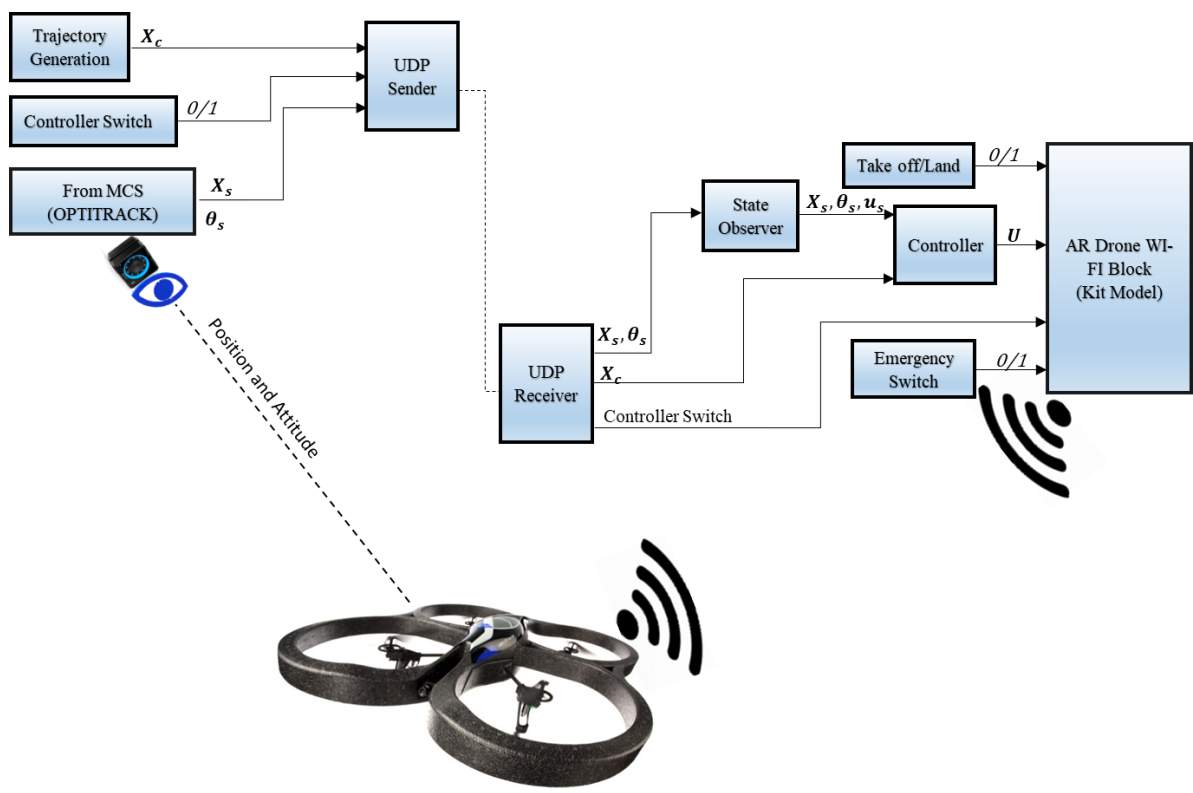 Trajectory
Generation
X_c
Controller Switch
0/1
From MCS
(OPTITRACK)
X_s
θ_s
UDP
Sender
Position and Attitude
UDP
Receiver
X_s, θ_s
X_c
Controller Switch
State
Observer
X_s, θ_s, u_s
Controller
U
Take off/Land
0/1
Emergency
Switch
0/1
AR Drone WI-
FI Block
(Kit Model)